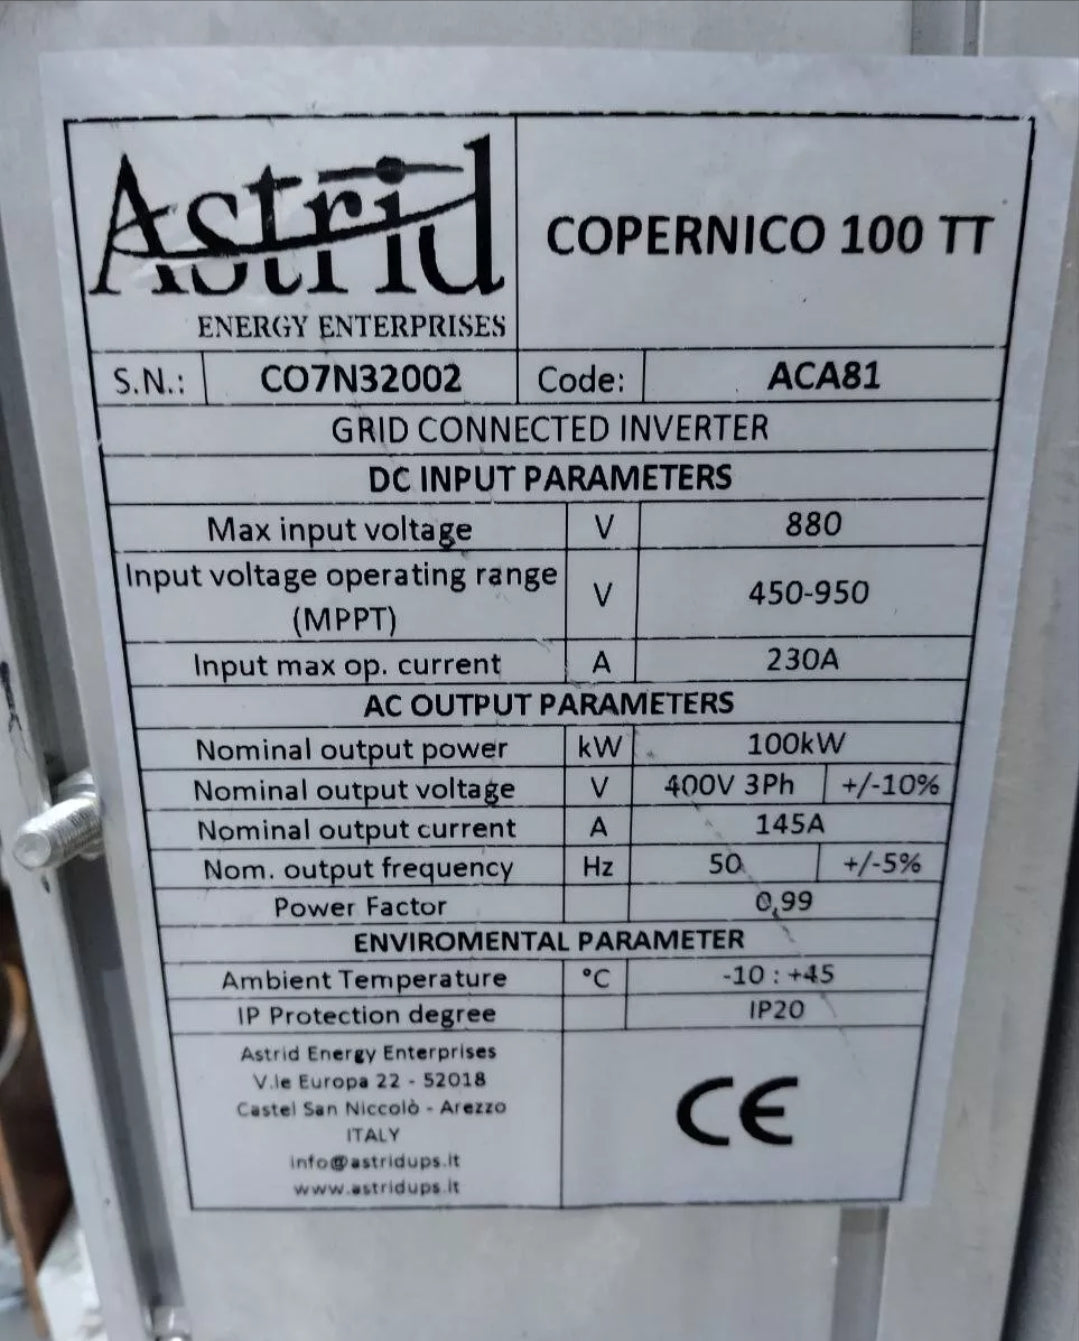 Astrid
ENERGY ENTERPRISES
COPERNICO 100 TT
S.N.: CO7N32002 Code: ACA81
GRID CONNECTED INVERTER
DC INPUT PARAMETERS
Max input voltage V 880
Input voltage operating range
(MPPT) V 450-950
Input max op. current A 230A
AC OUTPUT PARAMETERS
Nominal output power kW 100kW
Nominal output voltage V 400V 3Ph +/-10%
Nominal output current A 145A
Nom. output frequency Hz 50 +/-5%
Power Factor 0,99
ENVIROMENTAL PARAMETER
Ambient Temperature °C -10 : +45
IP Protection degree IP20
Astrid Energy Enterprises
V.le Europa 22 - 52018
Castel San Niccolò - Arezzo
ITALY
info@astridups.it
www.astridups.it
CE